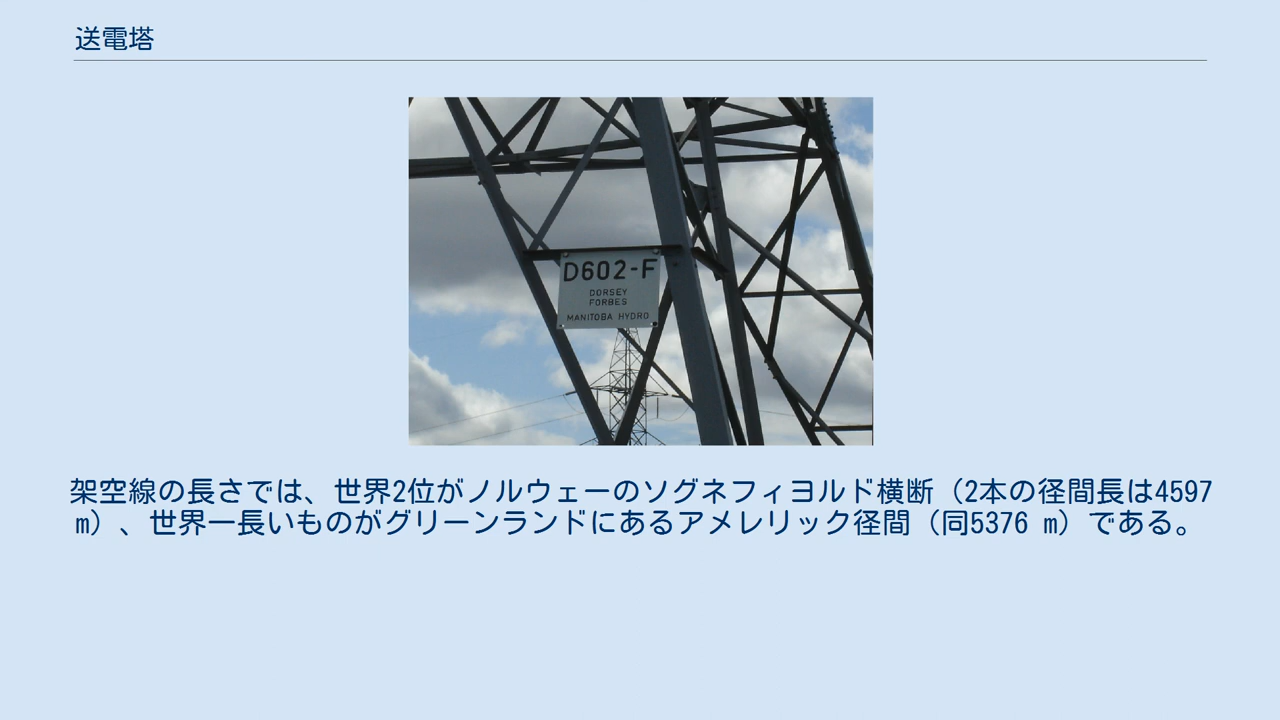 送電塔
D602-F
DORSEY
FORBES
MANITOBA HYDRO
架空線の長さでは、世界2位がノルウェーのソグネフィヨルド横断（2本の径間長は4597
m）、世界一長いものがグリーンランドにあるアメレリック径間（同5376 m）である。